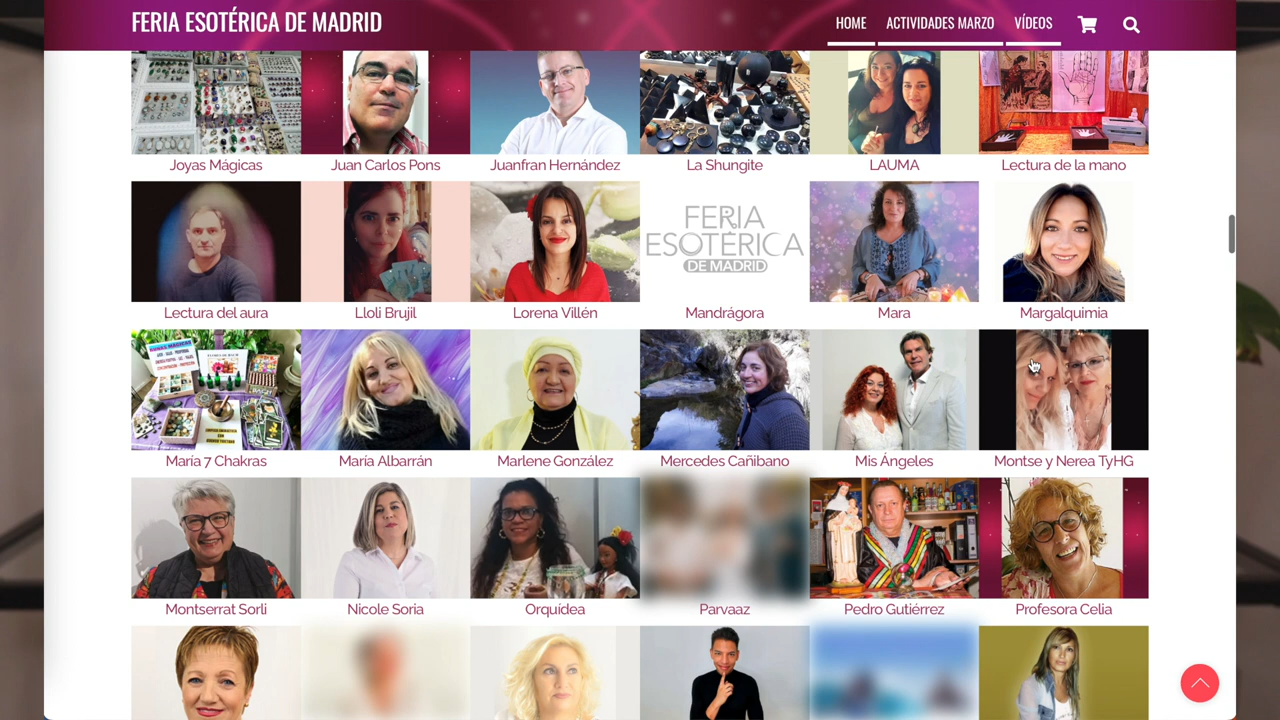 FERIA ESOTÉRICA DE MADRID
HOME ACTIVIDADES MARZO VÍDEOS
Joyas Mágicas
Juan Carlos Pons
Juanfran Hernández
La Shungite
LAUMA
Lectura de la mano
FERIA
ESOTÉRICA
DE MADRID
Lectura del aura
Lloli Brujil
Lorena Villén
Mandrágora
Mara
Margalquimia
María 7 Chakras
María Albarrán
Marlene González
Mercedes Cañibano
Mis Ángeles
Montse y Nerea TyHG
Montserrat Sorli
Nicole Soria
Orquídea
Parvaaz
Pedro Gutiérrez
Profesora Celia